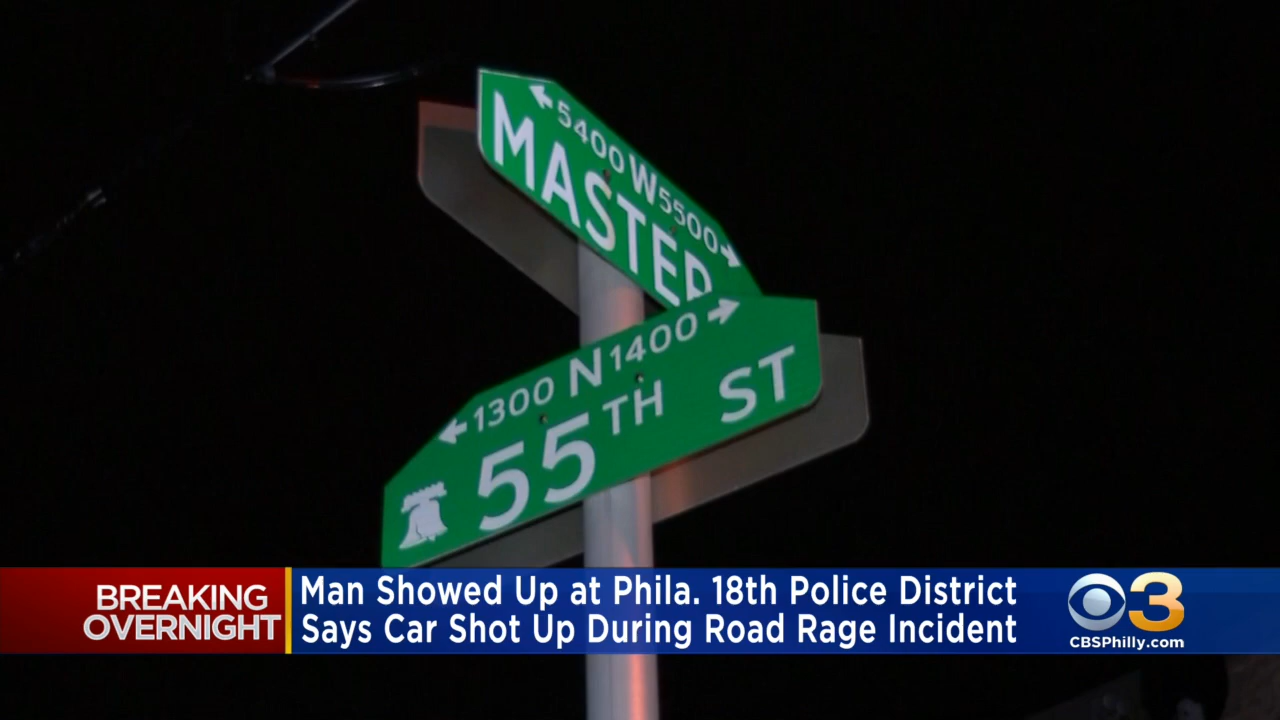 5400 W 5500
MASTER
1300 N 1400
55TH ST
BREAKING
OVERNIGHT
Man Showed Up at Phila. 18th Police District
Says Car Shot Up During Road Rage Incident
3
CBSPhilly.com